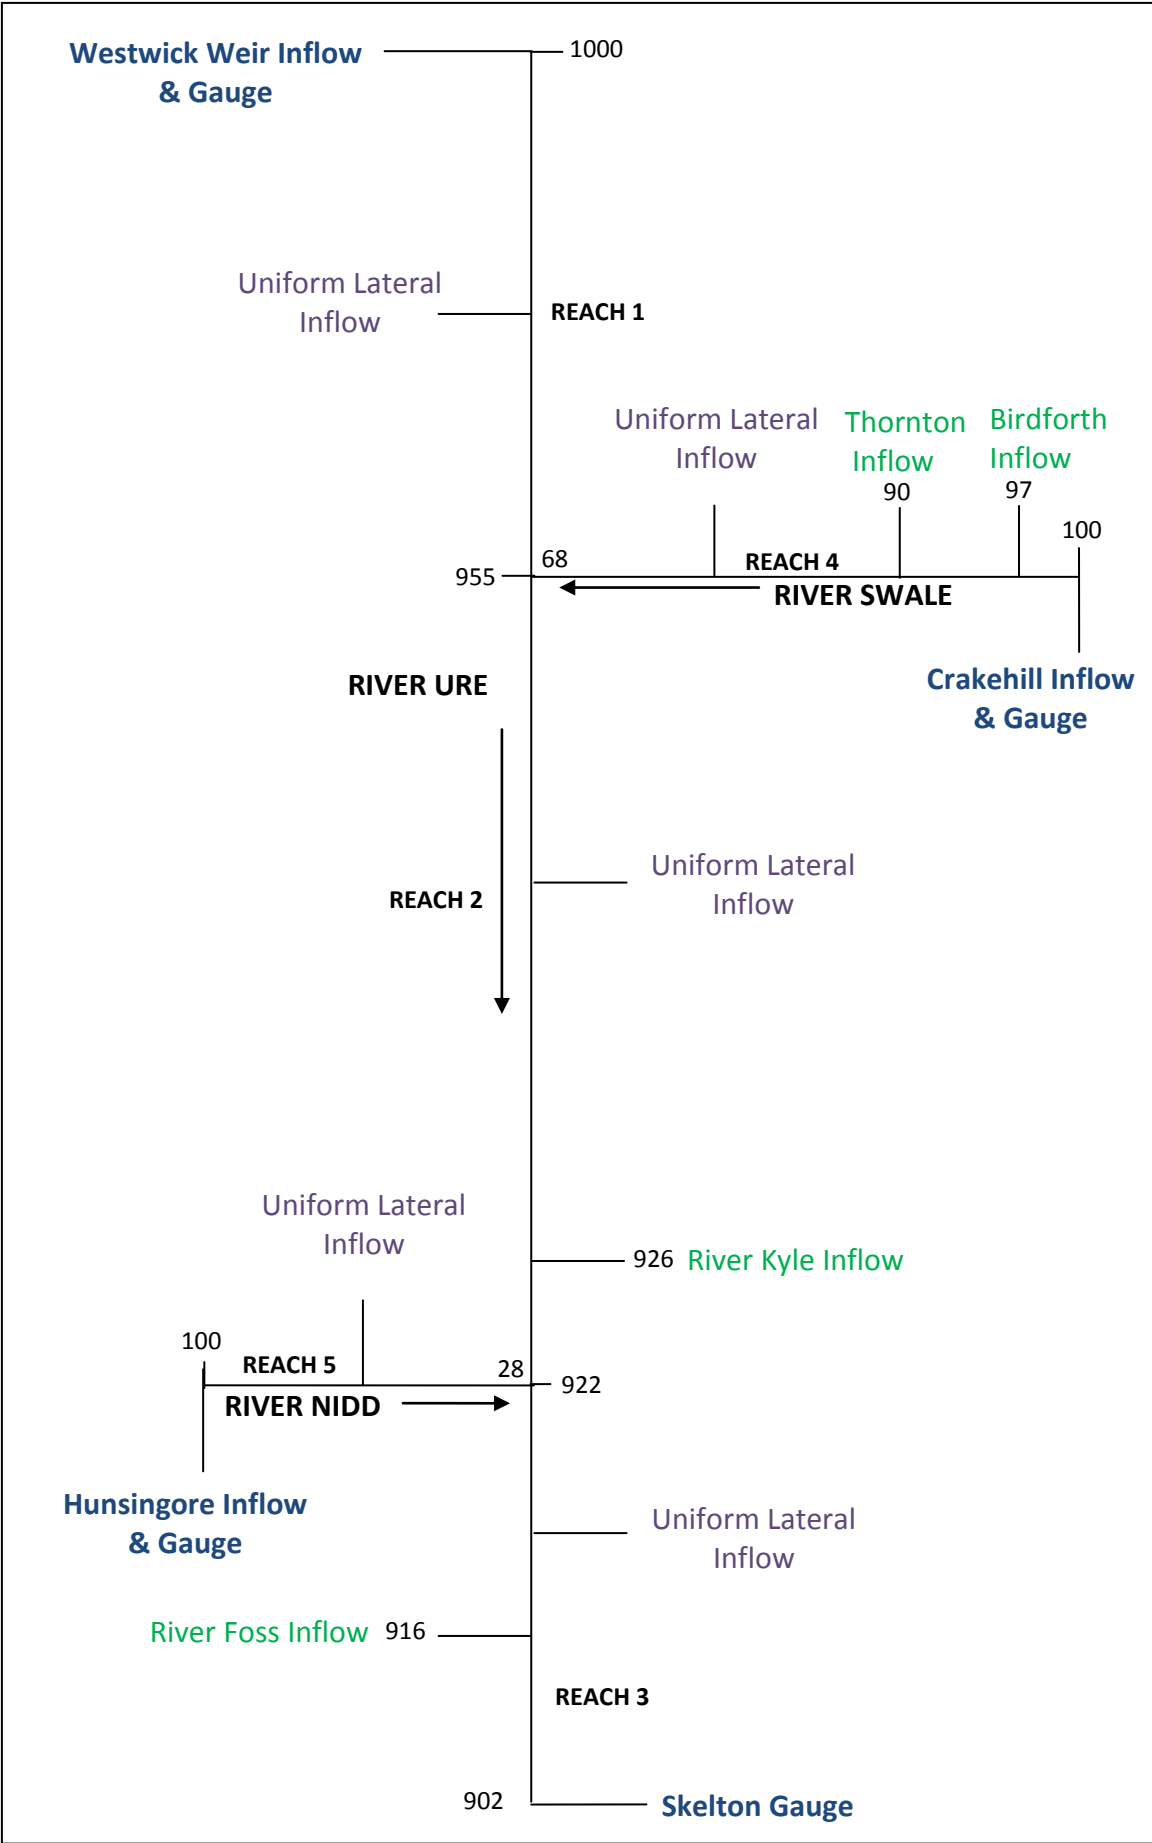 Westwick Weir Inflow
& Gauge
1000
Uniform Lateral
Inflow
REACH 1
Uniform Lateral
Inflow
Thornton
Inflow
90
Birdforth
Inflow
97
100
955
68
REACH 4
RIVER SWALE
RIVER URE
Crakehill Inflow
& Gauge
Uniform Lateral
Inflow
REACH 2
Uniform Lateral
Inflow
926 River Kyle Inflow
100
REACH 5
28
922
RIVER NIDD
Hunsingore Inflow
& Gauge
Uniform Lateral
Inflow
River Foss Inflow 916
REACH 3
902
Skelton Gauge